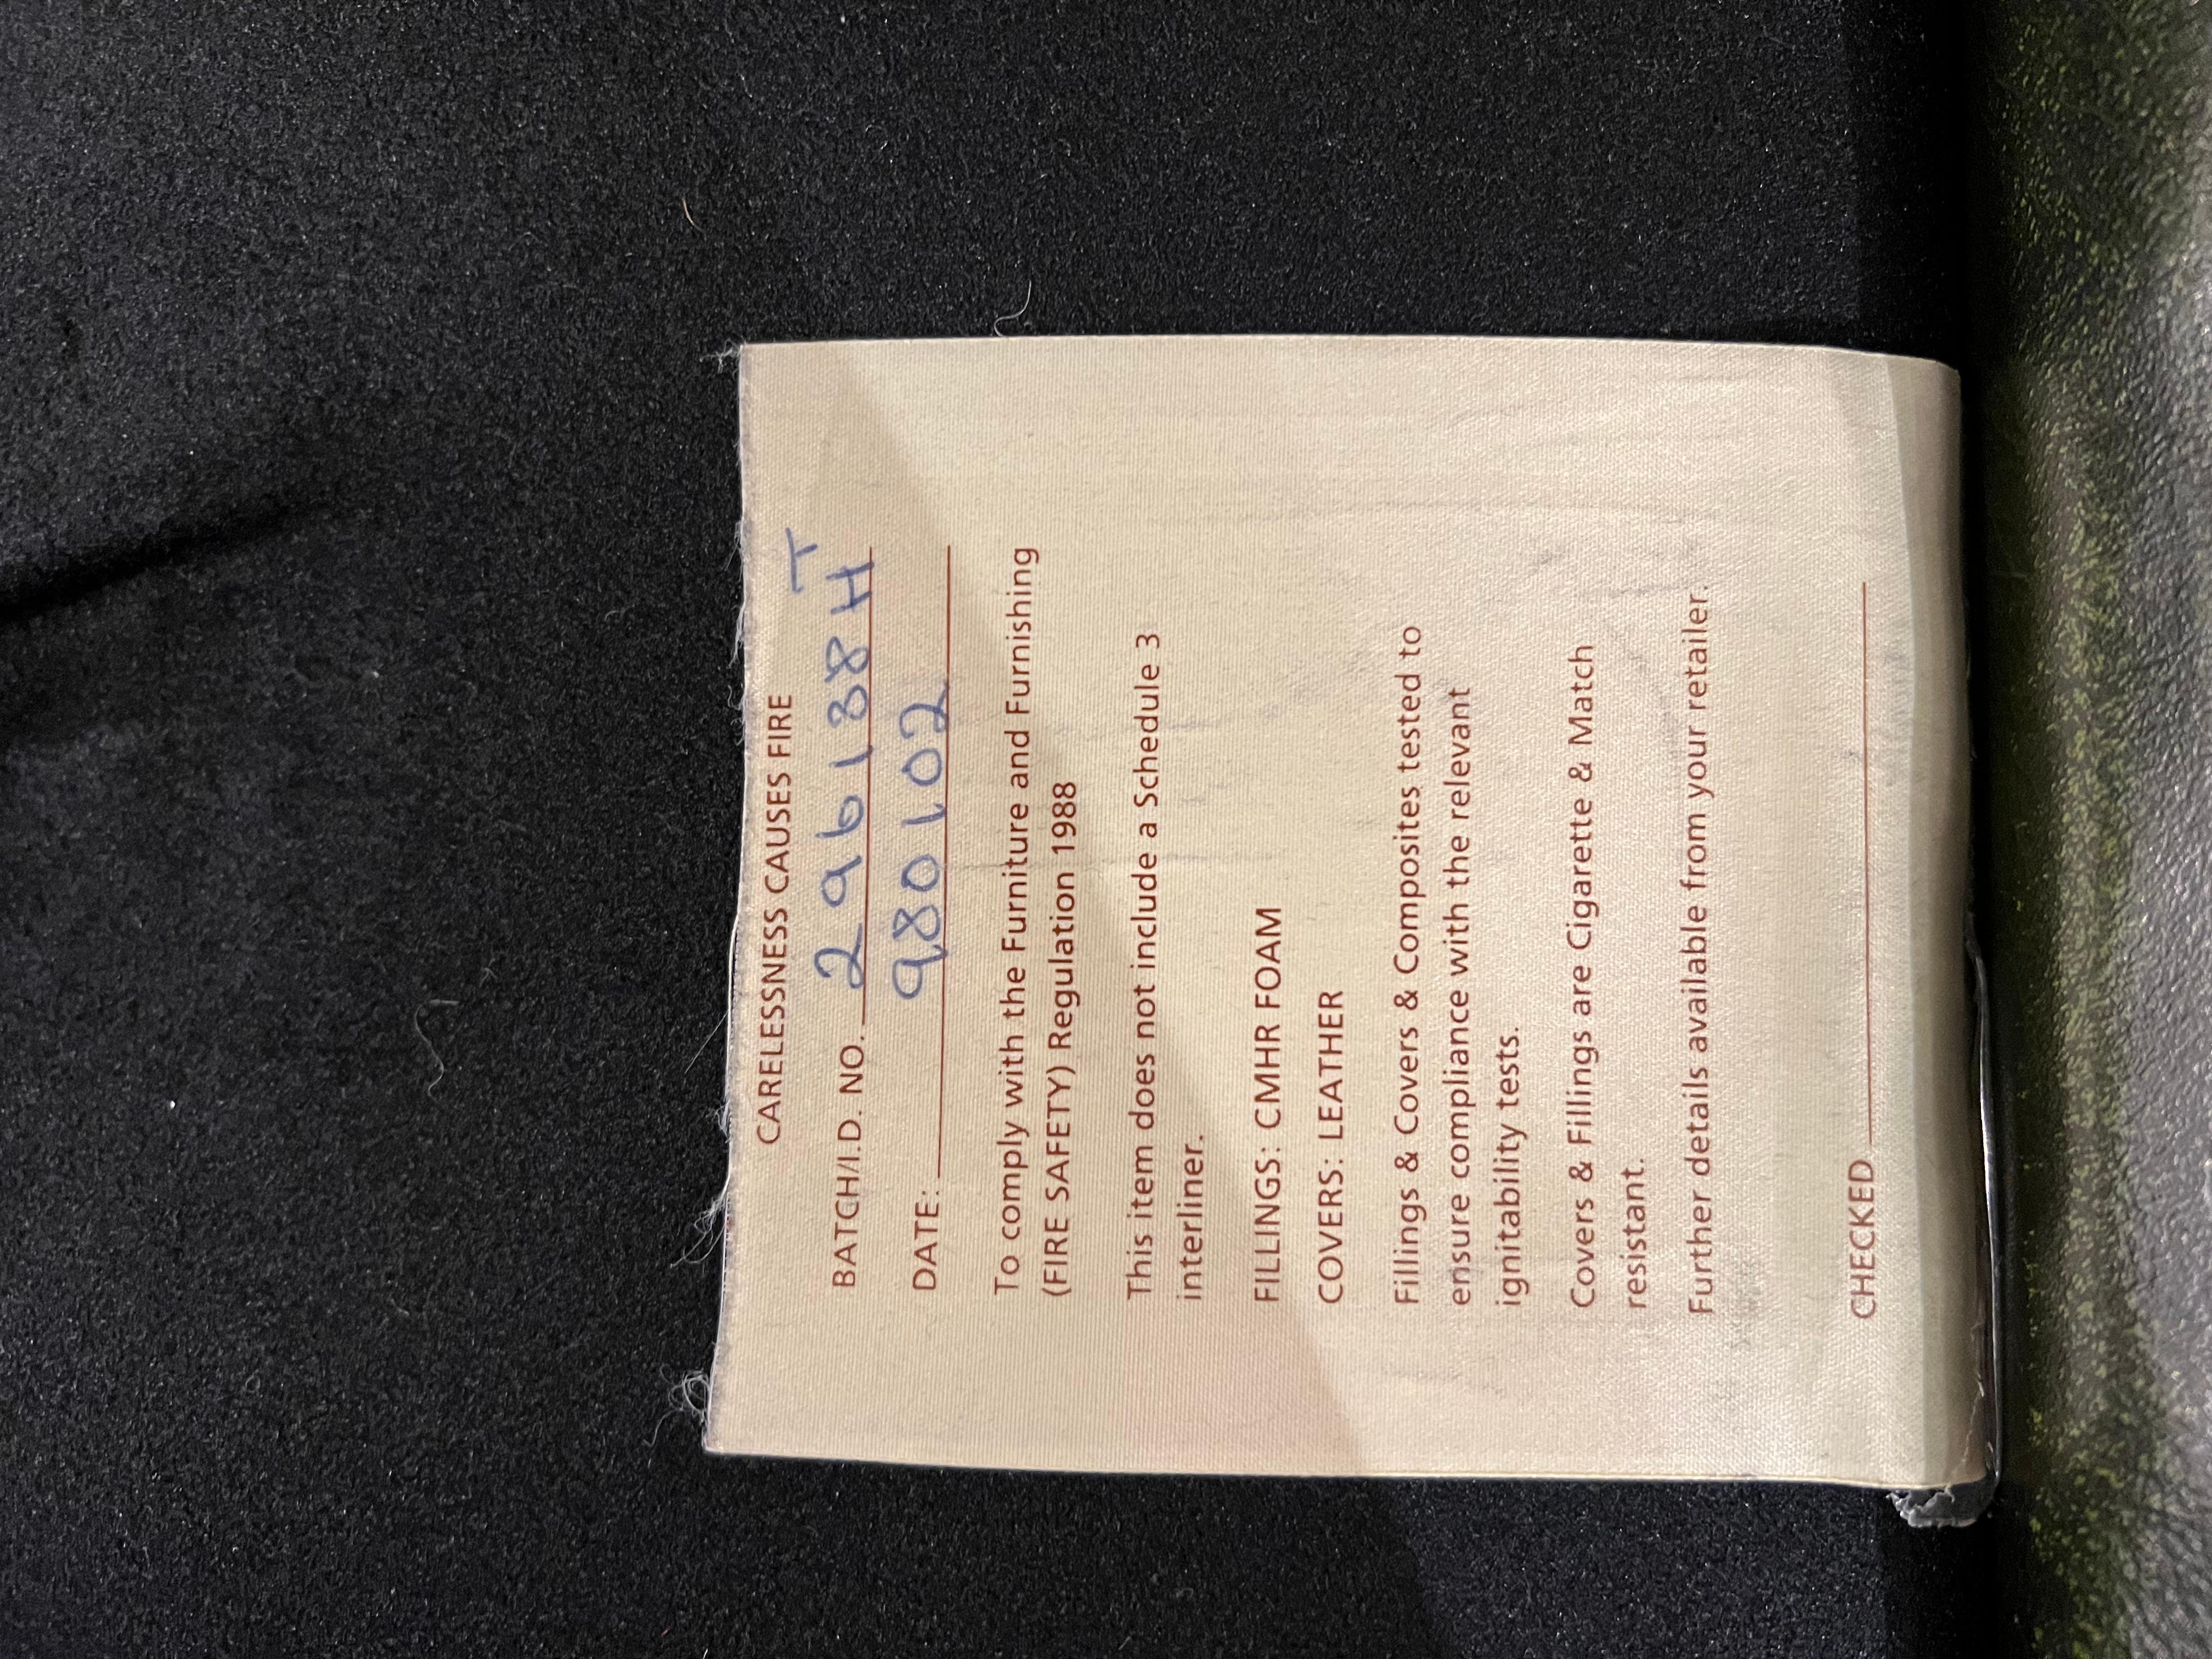 CARELESSNESS CAUSES FIRE
T
BATCH/I.D. NO. 296138H
DATE: 980102
To comply with the Furniture and Furnishing
(FIRE SAFETY) Regulation 1988
This item does not include a Schedule 3
interliner.
FILLINGS: CMHR FOAM
COVERS: LEATHER
Fillings & Covers & Composites tested to
ensure compliance with the relevant
ignitability tests.
Covers & Fillings are Cigarette & Match
resistant.
Further details available from your retailer.
CHECKED